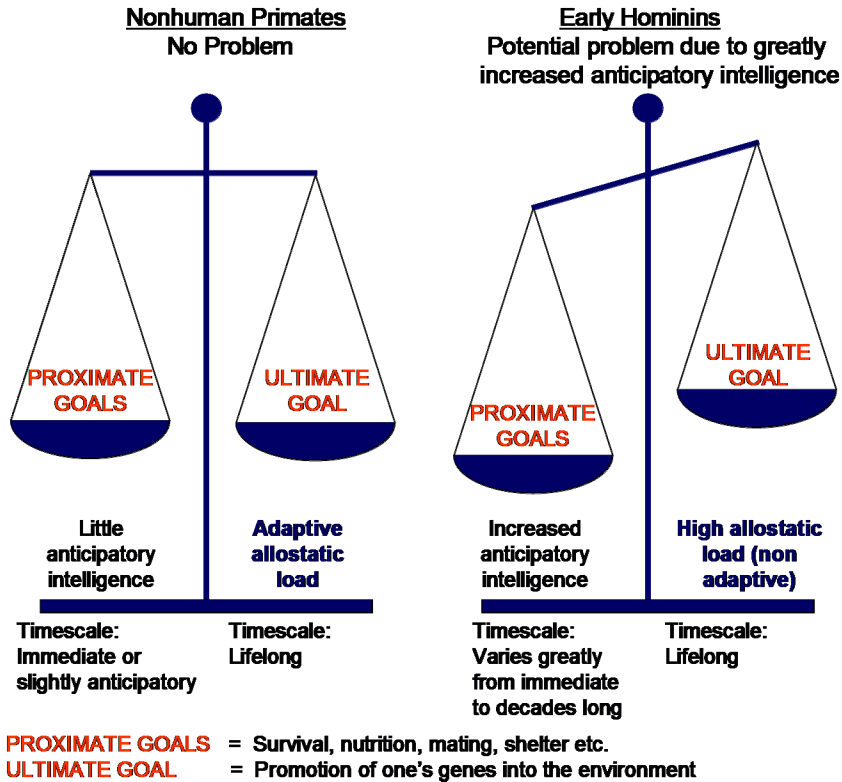 Nonhuman Primates
No Problem
PROXIMATE
GOALS
ULTIMATE
GOAL
Little
anticipatory
intelligence
Adaptive
allostatic
load
Timescale:
Immediate or
slightly anticipatory
Timescale:
Lifelong
Early Hominins
Potential problem due to greatly
increased anticipatory intelligence
PROXIMATE
GOALS
ULTIMATE
GOAL
Increased
anticipatory
intelligence
High allostatic
load (non
adaptive)
Timescale:
Varies greatly
from immediate
to decades long
Timescale:
Lifelong
PROXIMATE GOALS = Survival, nutrition, mating, shelter etc.
ULTIMATE GOAL = Promotion of one's genes into the environment